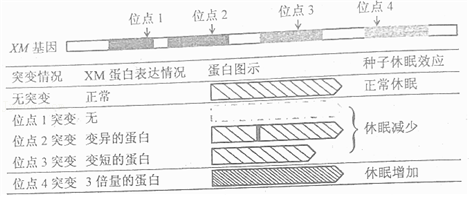 位点 1 位点 2 位点 3 位点 4
XM 基因
突变情况 XM 蛋白表达情况 蛋白图示 种子休眠效应
无突变 正常 正常休眠
位点 1 突变 无
位点 2 突变 变异的蛋白 休眠减少
位点 3 突变 变短的蛋白
位点 4 突变 3 倍量的蛋白 休眠增加